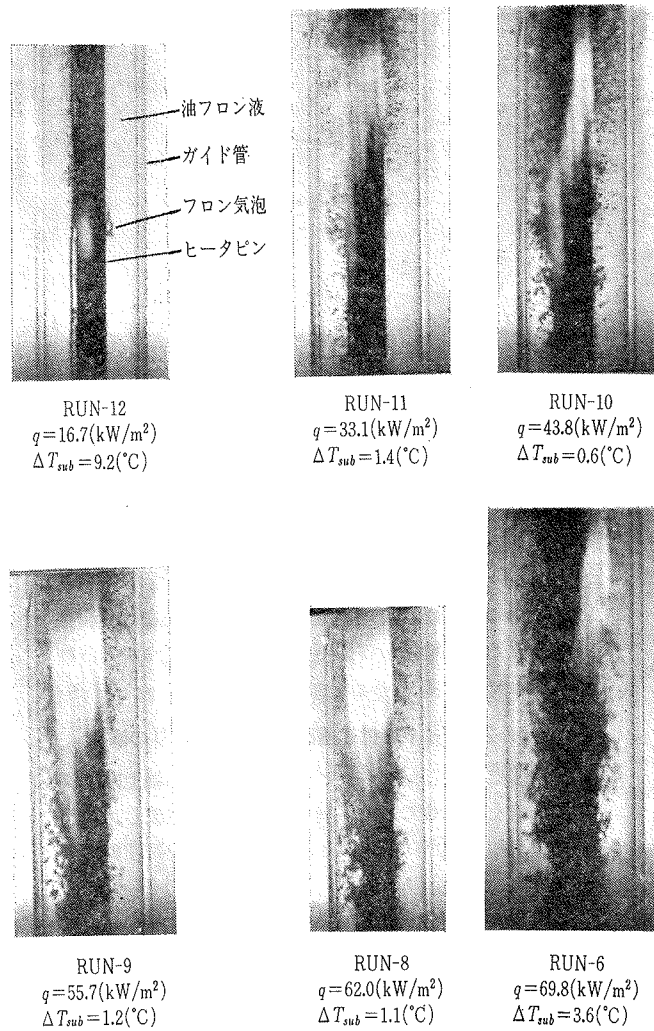 油フロン液
ガイド管
フロン気泡
ヒータピン
RUN-12
q=16.7(kW/m²)
ΔT_sub=9.2(℃)
RUN-11
q=33.1(kW/m²)
ΔT_sub=1.4(℃)
RUN-10
q=43.8(kW/m²)
ΔT_sub=0.6(℃)
RUN-9
q=55.7(kW/m²)
ΔT_sub=1.2(℃)
RUN-8
q=62.0(kW/m²)
ΔT_sub=1.1(℃)
RUN-6
q=69.8(kW/m²)
ΔT_sub=3.6(℃)